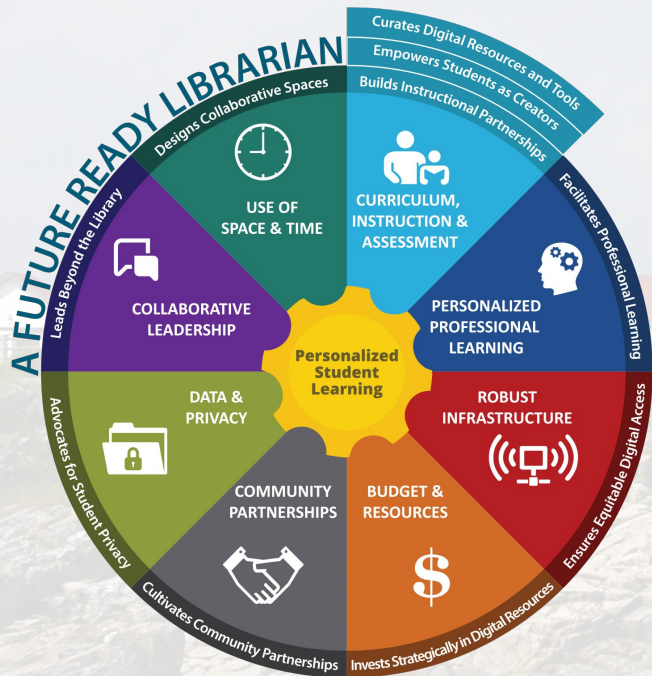 A FUTURE READY LIBRARIAN
Curates Digital Resources and Tools
Empowers Students as Creators
Builds Instructional Partnerships
CURRICULUM,
INSTRUCTION &
ASSESSMENT
Facilitates Professional Learning
PERSONALIZED
PROFESSIONAL
LEARNING
Ensures Equitable Digital Access
ROBUST
INFRASTRUCTURE
Invests Strategically in Digital Resources
BUDGET &
RESOURCES
$
Cultivates Community Partnerships
COMMUNITY
PARTNERSHIPS
Advocates for Student Privacy
DATA &
PRIVACY
Leads Beyond the Library
COLLABORATIVE
LEADERSHIP
Designs Collaborative Spaces
USE OF
SPACE & TIME
Personalized
Student
Learning